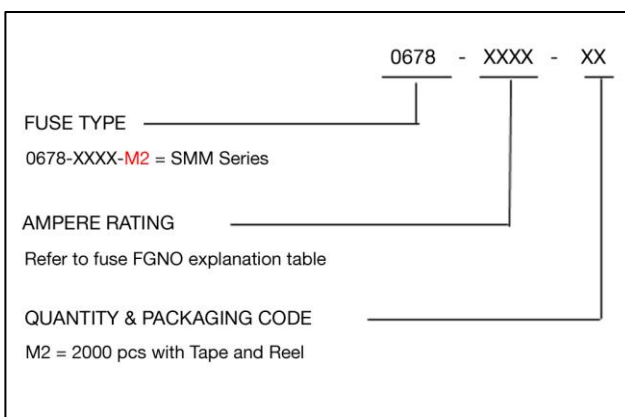 0678 - XXXX - XX
FUSE TYPE
0678-XXXX-M2 = SMM Series
AMPERE RATING
Refer to fuse FGNO explanation table
QUANTITY & PACKAGING CODE
M2 = 2000 pcs with Tape and Reel